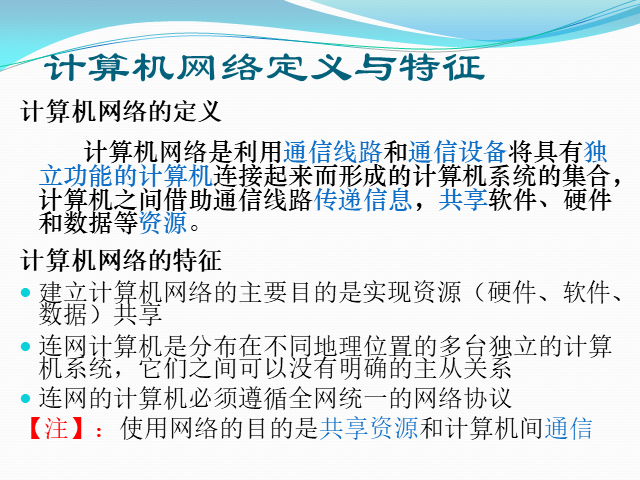 计算机网络定义与特征
计算机网络的定义
计算机网络是利用通信线路和通信设备将具有独
立功能的计算机连接起来而形成的计算机系统的集合，
计算机之间借助通信线路传递信息，共享软件、硬件
和数据等资源。
计算机网络的特征
建立计算机网络的主要目的是实现资源（硬件、软件、
数据）共享
连网计算机是分布在不同地理位置的多台独立的计算
机系统，它们之间可以没有明确的主从关系
连网的计算机必须遵循全网统一的网络协议
【注】：使用网络的目的是共享资源和计算机间通信